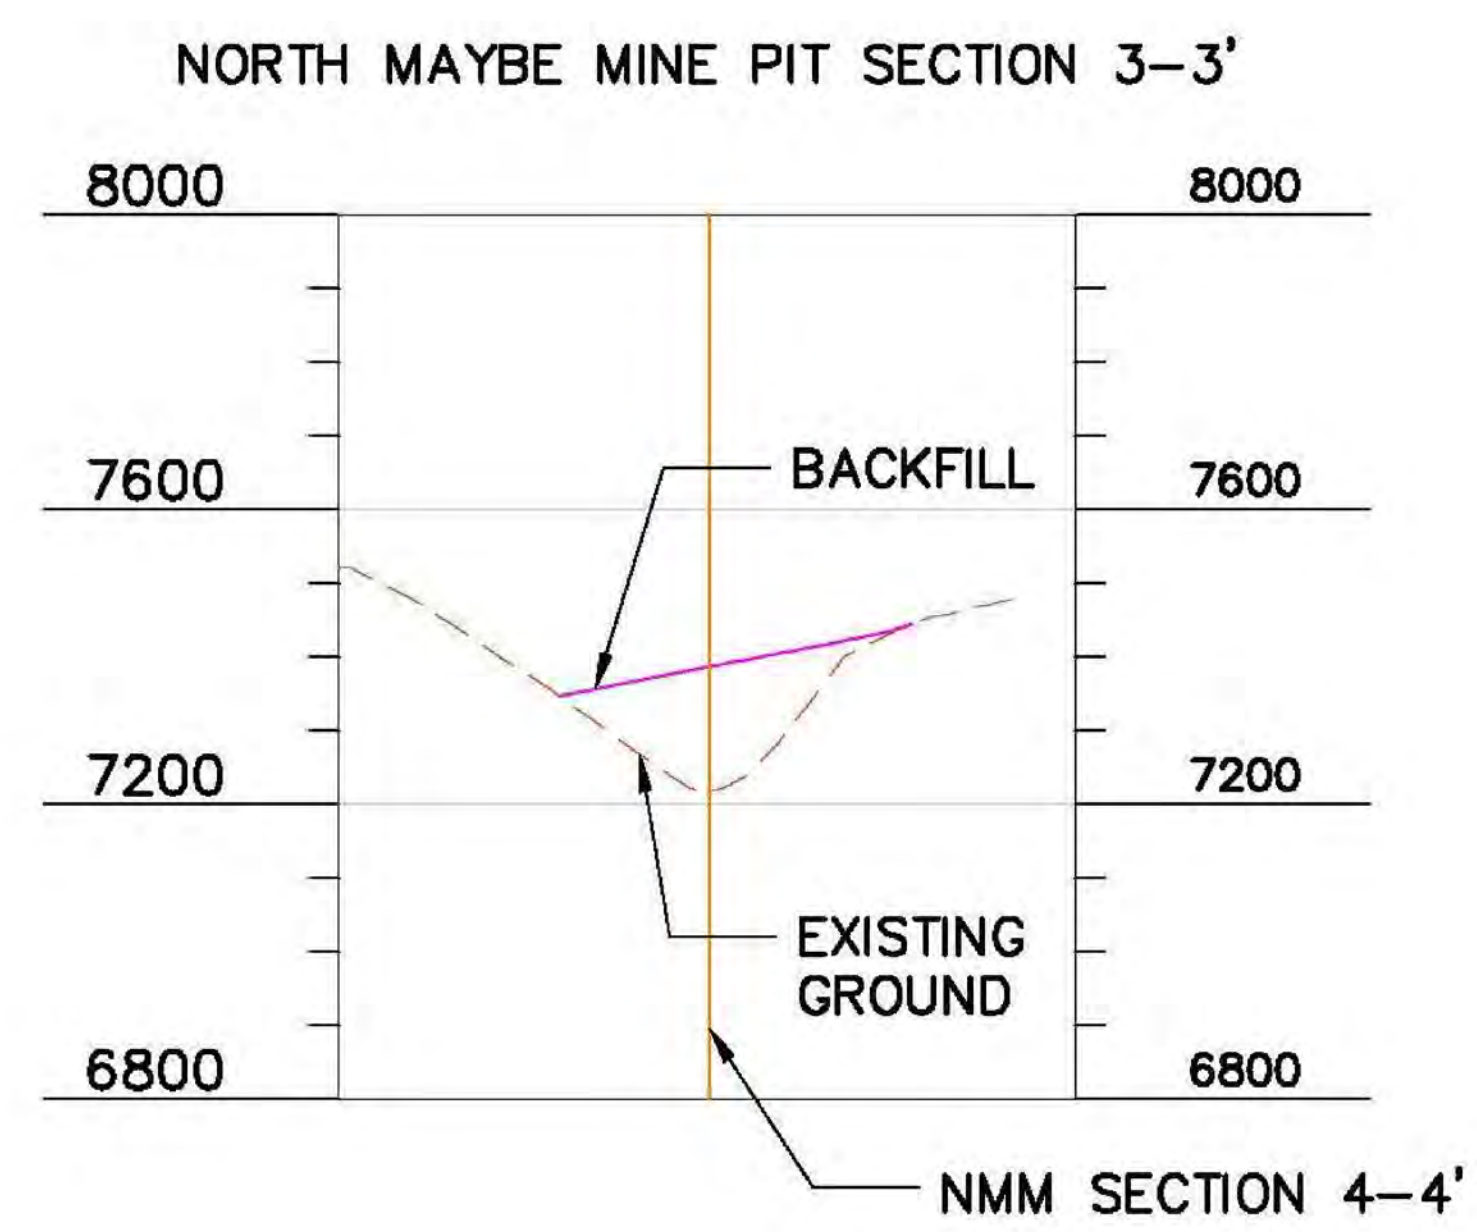 NORTH MAYBE MINE PIT SECTION 3-3'
8000 8000
BACKFILL
7600 7600
7200 7200
EXISTING
GROUND
6800 6800
NMM SECTION 4-4'